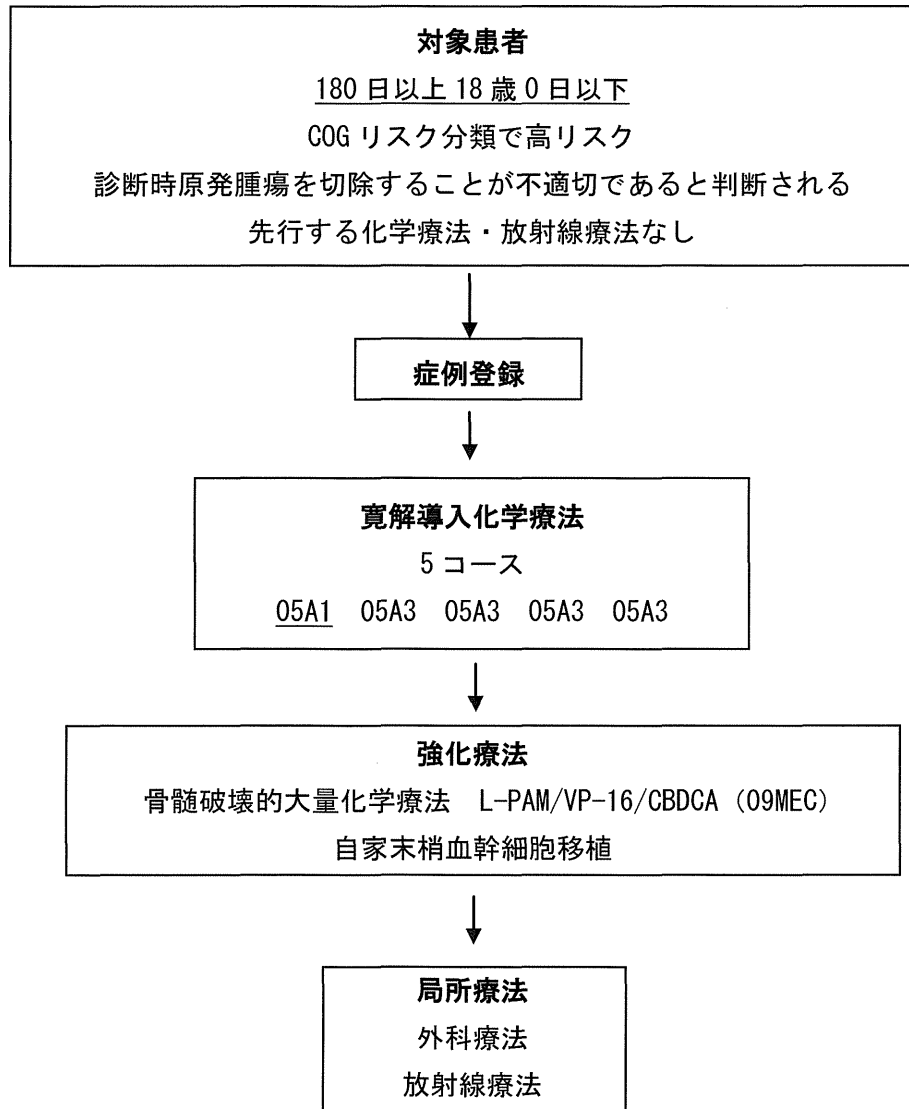 対象患者
180日以上18歳0日以下
COGリスク分類で高リスク
診断時原発腫瘍を切除することが不適切であると判断される
先行する化学療法・放射線療法なし
症例登録
寛解導入化学療法
5コース
05A1 05A3 05A3 05A3 05A3
強化療法
骨髄破壊的大量化学療法 L-PAM/VP-16/CBDCA (09MEC)
自家末梢血幹細胞移植
局所療法
外科療法
放射線療法